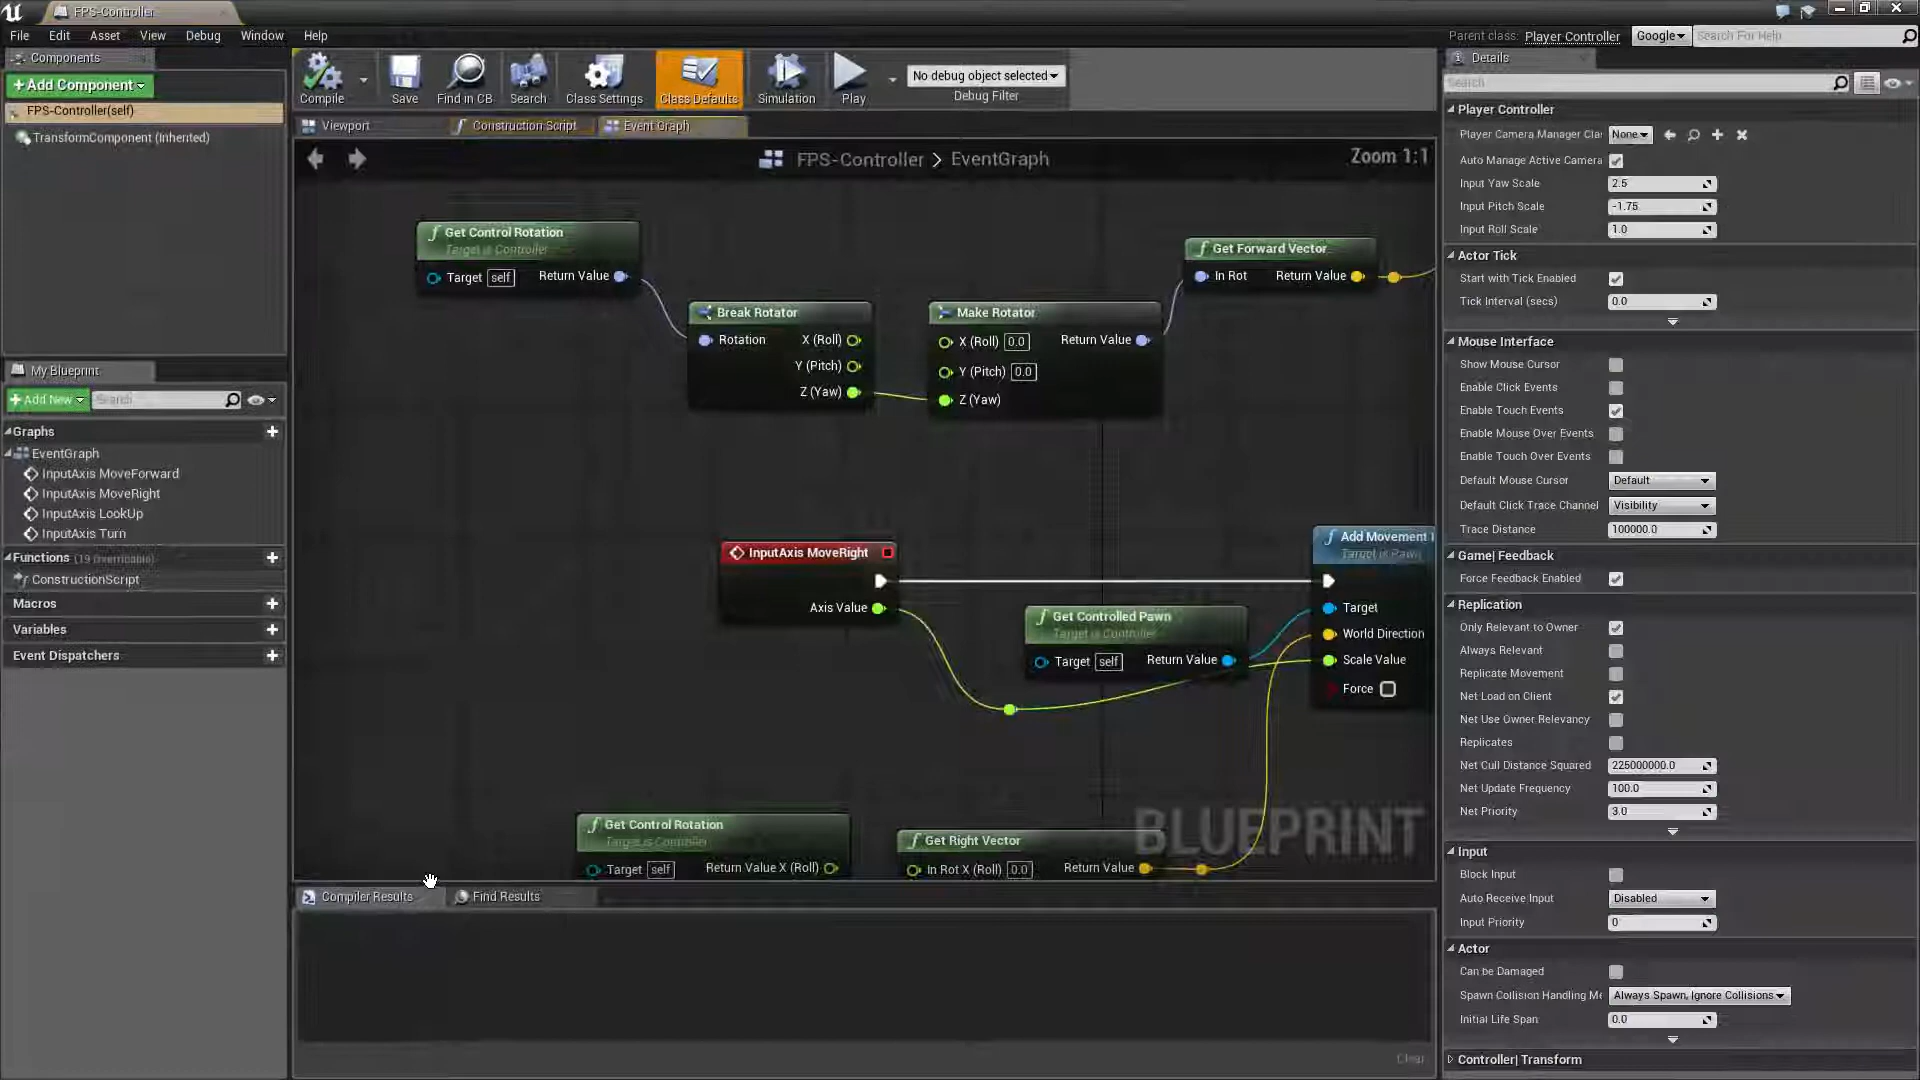 FPS-Controller
File Edit Asset View Debug Window Help
Parent class: Player Controller Google Search For Help
Components
+Add Component
FPS-Controller(self)
TransformComponent (Inherited)
Compile Save Find in CB Search Class Settings Class Defaults Simulation Play
No debug object selected
Debug Filter
Viewport Construction Script Event Graph
FPS-Controller > EventGraph
Zoom 1:1
Get Control Rotation
Target is Controller
Target self Return Value
Break Rotator
Rotation X (Roll)
Y (Pitch)
Z (Yaw)
Make Rotator
X (Roll) 0.0 Return Value
Y (Pitch) 0.0
Z (Yaw)
Get Forward Vector
In Rot Return Value
InputAxis MoveRight
Axis Value
Get Controlled Pawn
Target is Controller
Target self Return Value
Add Movement
Target is Pawn
Target
World Direction
Scale Value
Force
Get Control Rotation
Target is Controller
Target self Return Value X (Roll)
Get Right Vector
In Rot X (Roll) 0.0 Return Value
BLUEPRINT
My Blueprint
+Add New Search
Graphs
EventGraph
InputAxis MoveForward
InputAxis MoveRight
InputAxis LookUp
InputAxis Turn
Functions (19 Overridable)
ConstructionScript
Macros
Variables
Event Dispatchers
Compiler Results Find Results
Clear
Details
Search
Player Controller
Player Camera Manager Cla None
Auto Manage Active Camera
Input Yaw Scale 2.5
Input Pitch Scale -1.75
Input Roll Scale 1.0
Actor Tick
Start with Tick Enabled
Tick Interval (secs) 0.0
Mouse Interface
Show Mouse Cursor
Enable Click Events
Enable Touch Events
Enable Mouse Over Events
Enable Touch Over Events
Default Mouse Cursor Default
Default Click Trace Channel Visibility
Trace Distance 100000.0
Game| Feedback
Force Feedback Enabled
Replication
Only Relevant to Owner
Always Relevant
Replicate Movement
Net Load on Client
Net Use Owner Relevancy
Replicates
Net Cull Distance Squared 225000000.0
Net Update Frequency 100.0
Net Priority 3.0
Input
Block Input
Auto Receive Input Disabled
Input Priority 0
Actor
Can be Damaged
Spawn Collision Handling Me Always Spawn, Ignore Collisions
Initial Life Span 0.0
Controller| Transform